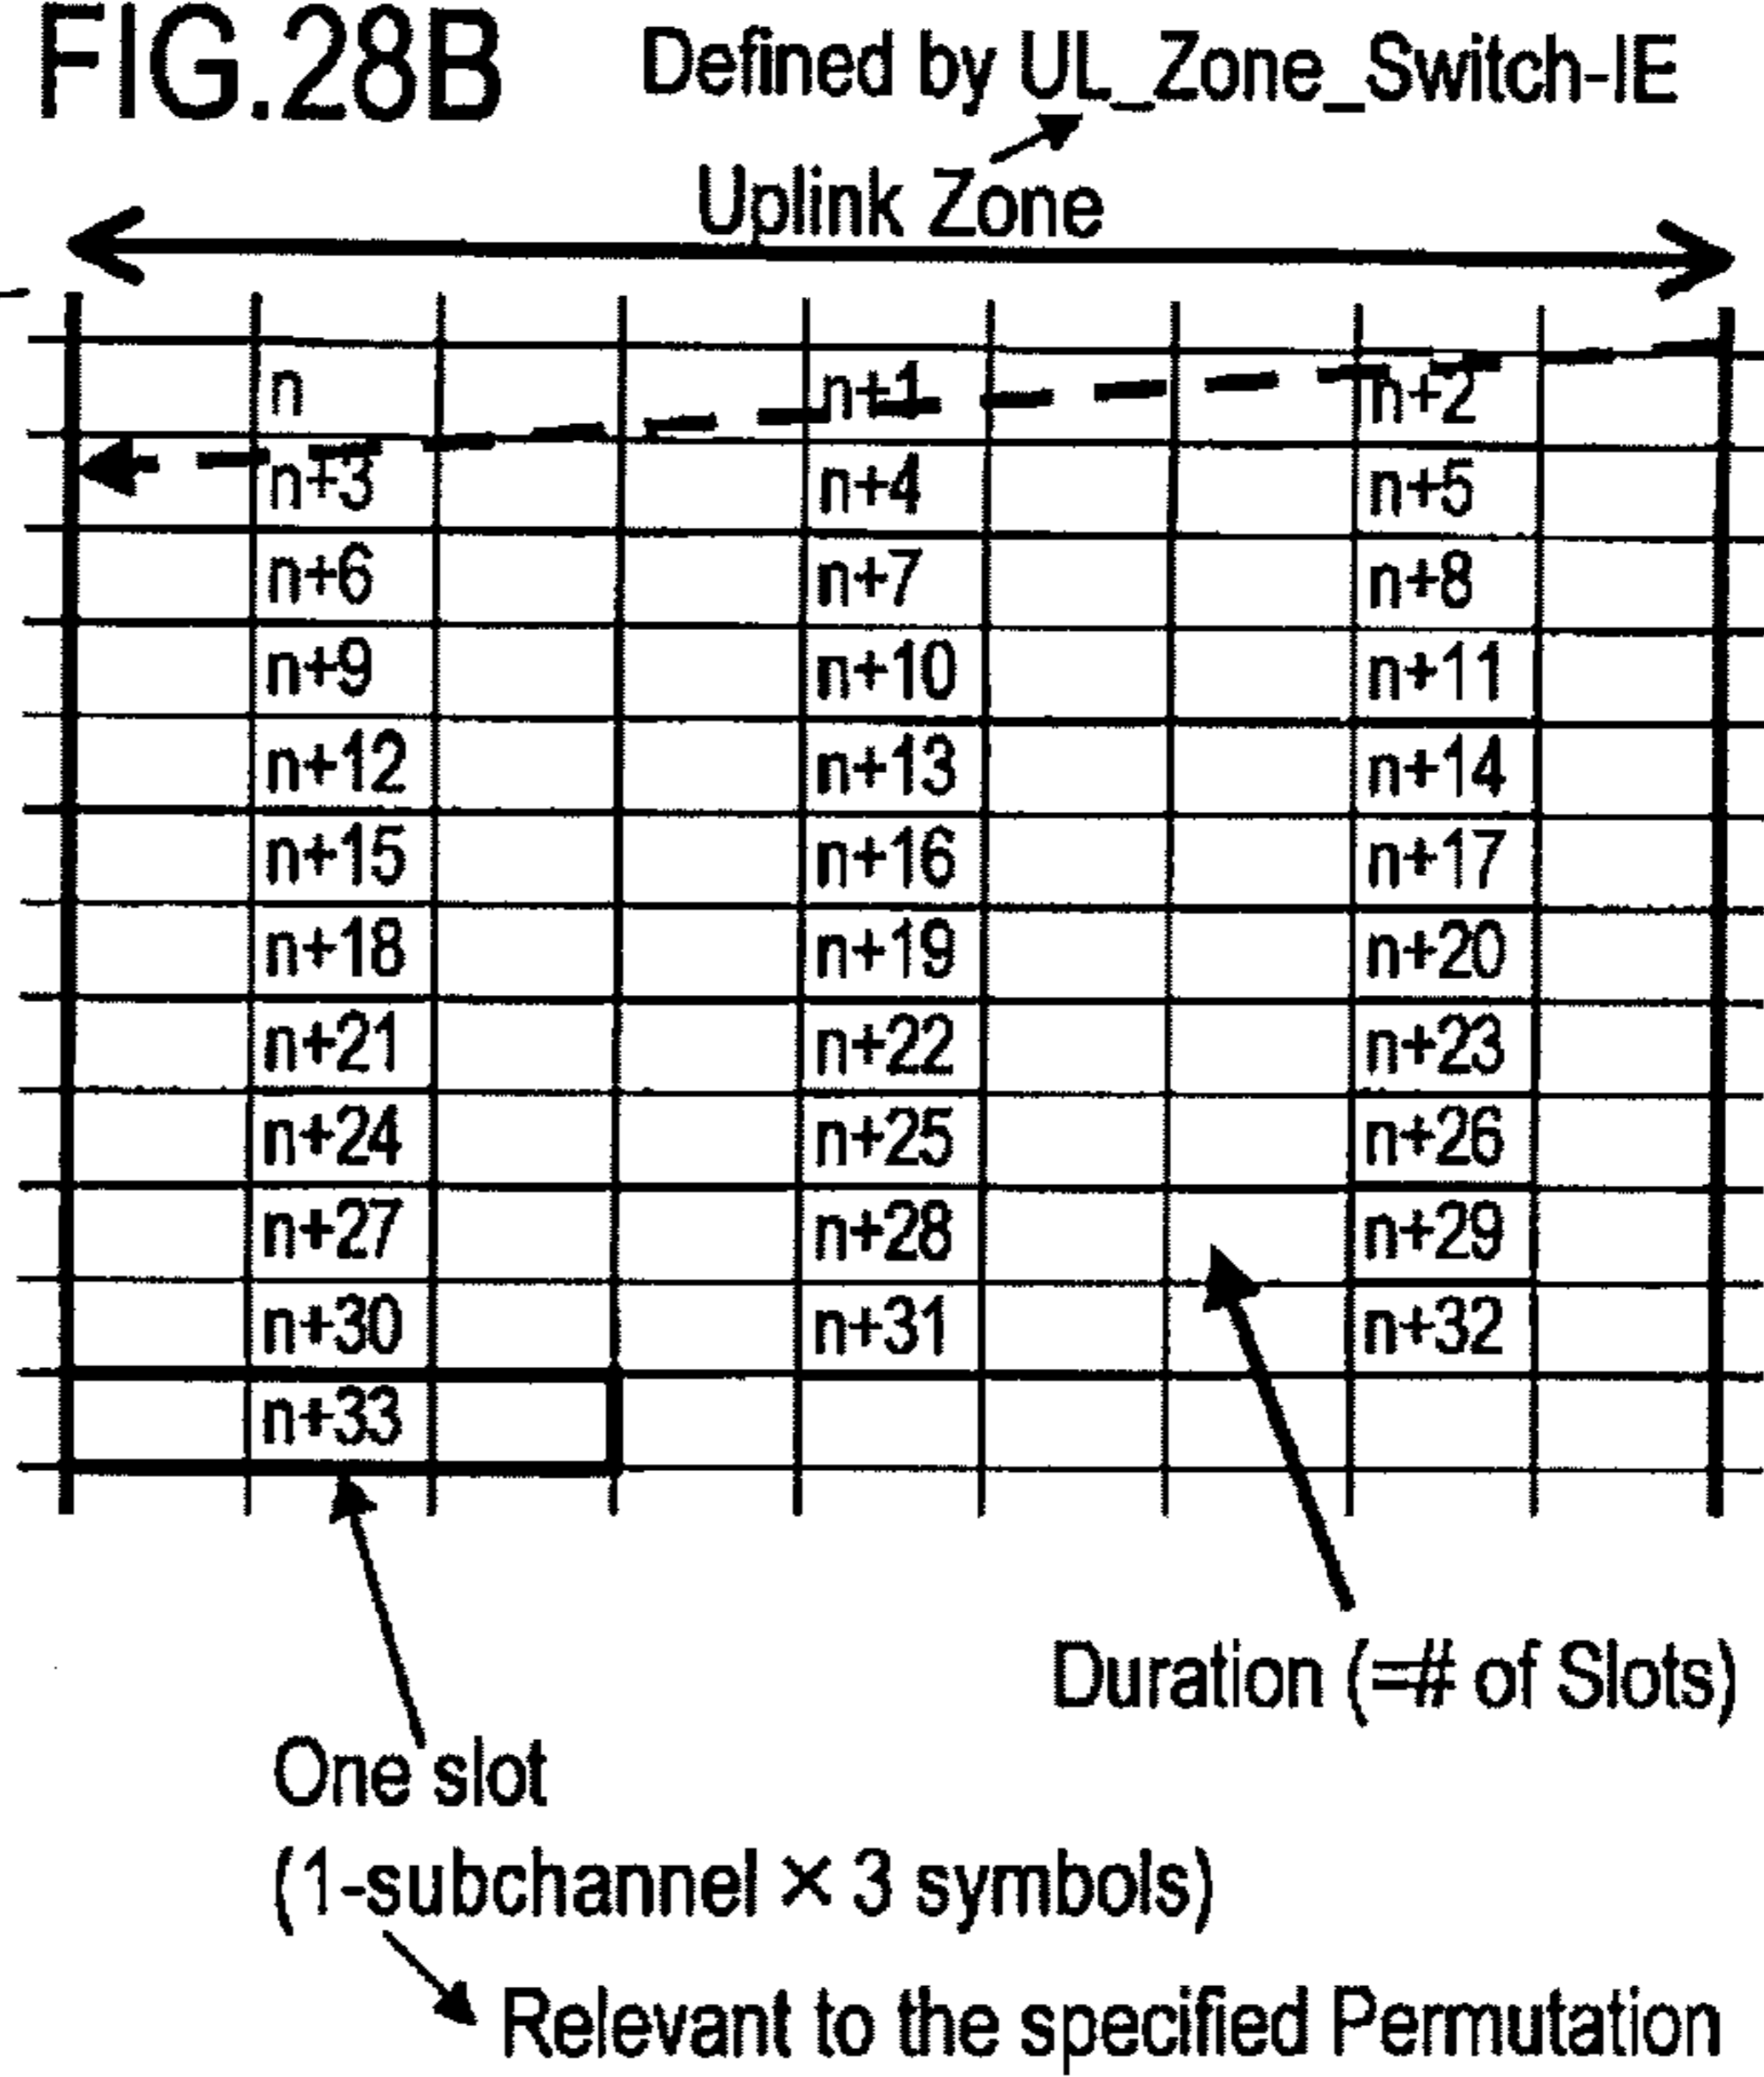 FIG.28B
Defined by UL_Zone_Switch-IE
Uplink Zone
n n+1 n+2
n+3 n+4 n+5
n+6 n+7 n+8
n+9 n+10 n+11
n+12 n+13 n+14
n+15 n+16 n+17
n+18 n+19 n+20
n+21 n+22 n+23
n+24 n+25 n+26
n+27 n+28 n+29
n+30 n+31 n+32
n+33
Duration (=# of Slots)
One slot
(1-subchannel × 3 symbols)
Relevant to the specified Permutation